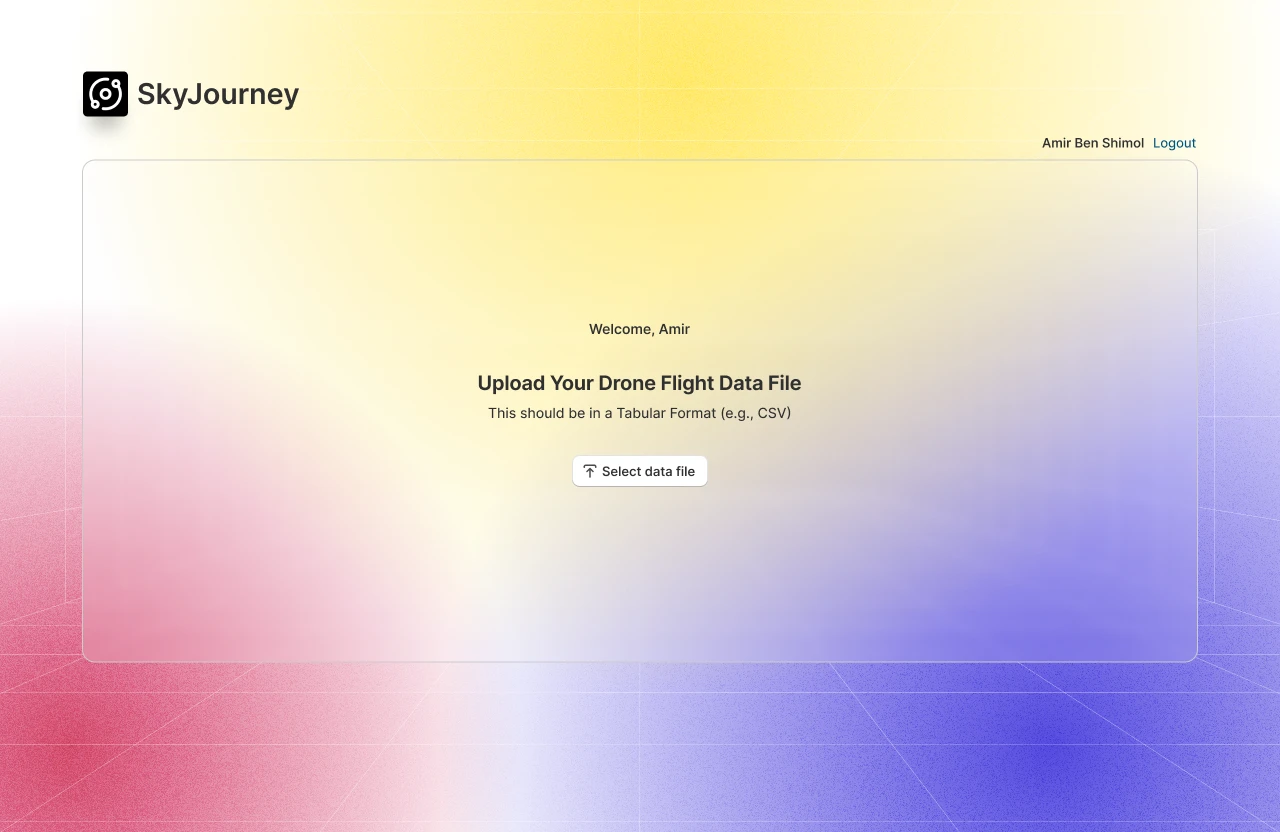 SkyJourney
Amir Ben Shimol Logout
Welcome, Amir
Upload Your Drone Flight Data File
This should be in a Tabular Format (e.g., CSV)
Select data file